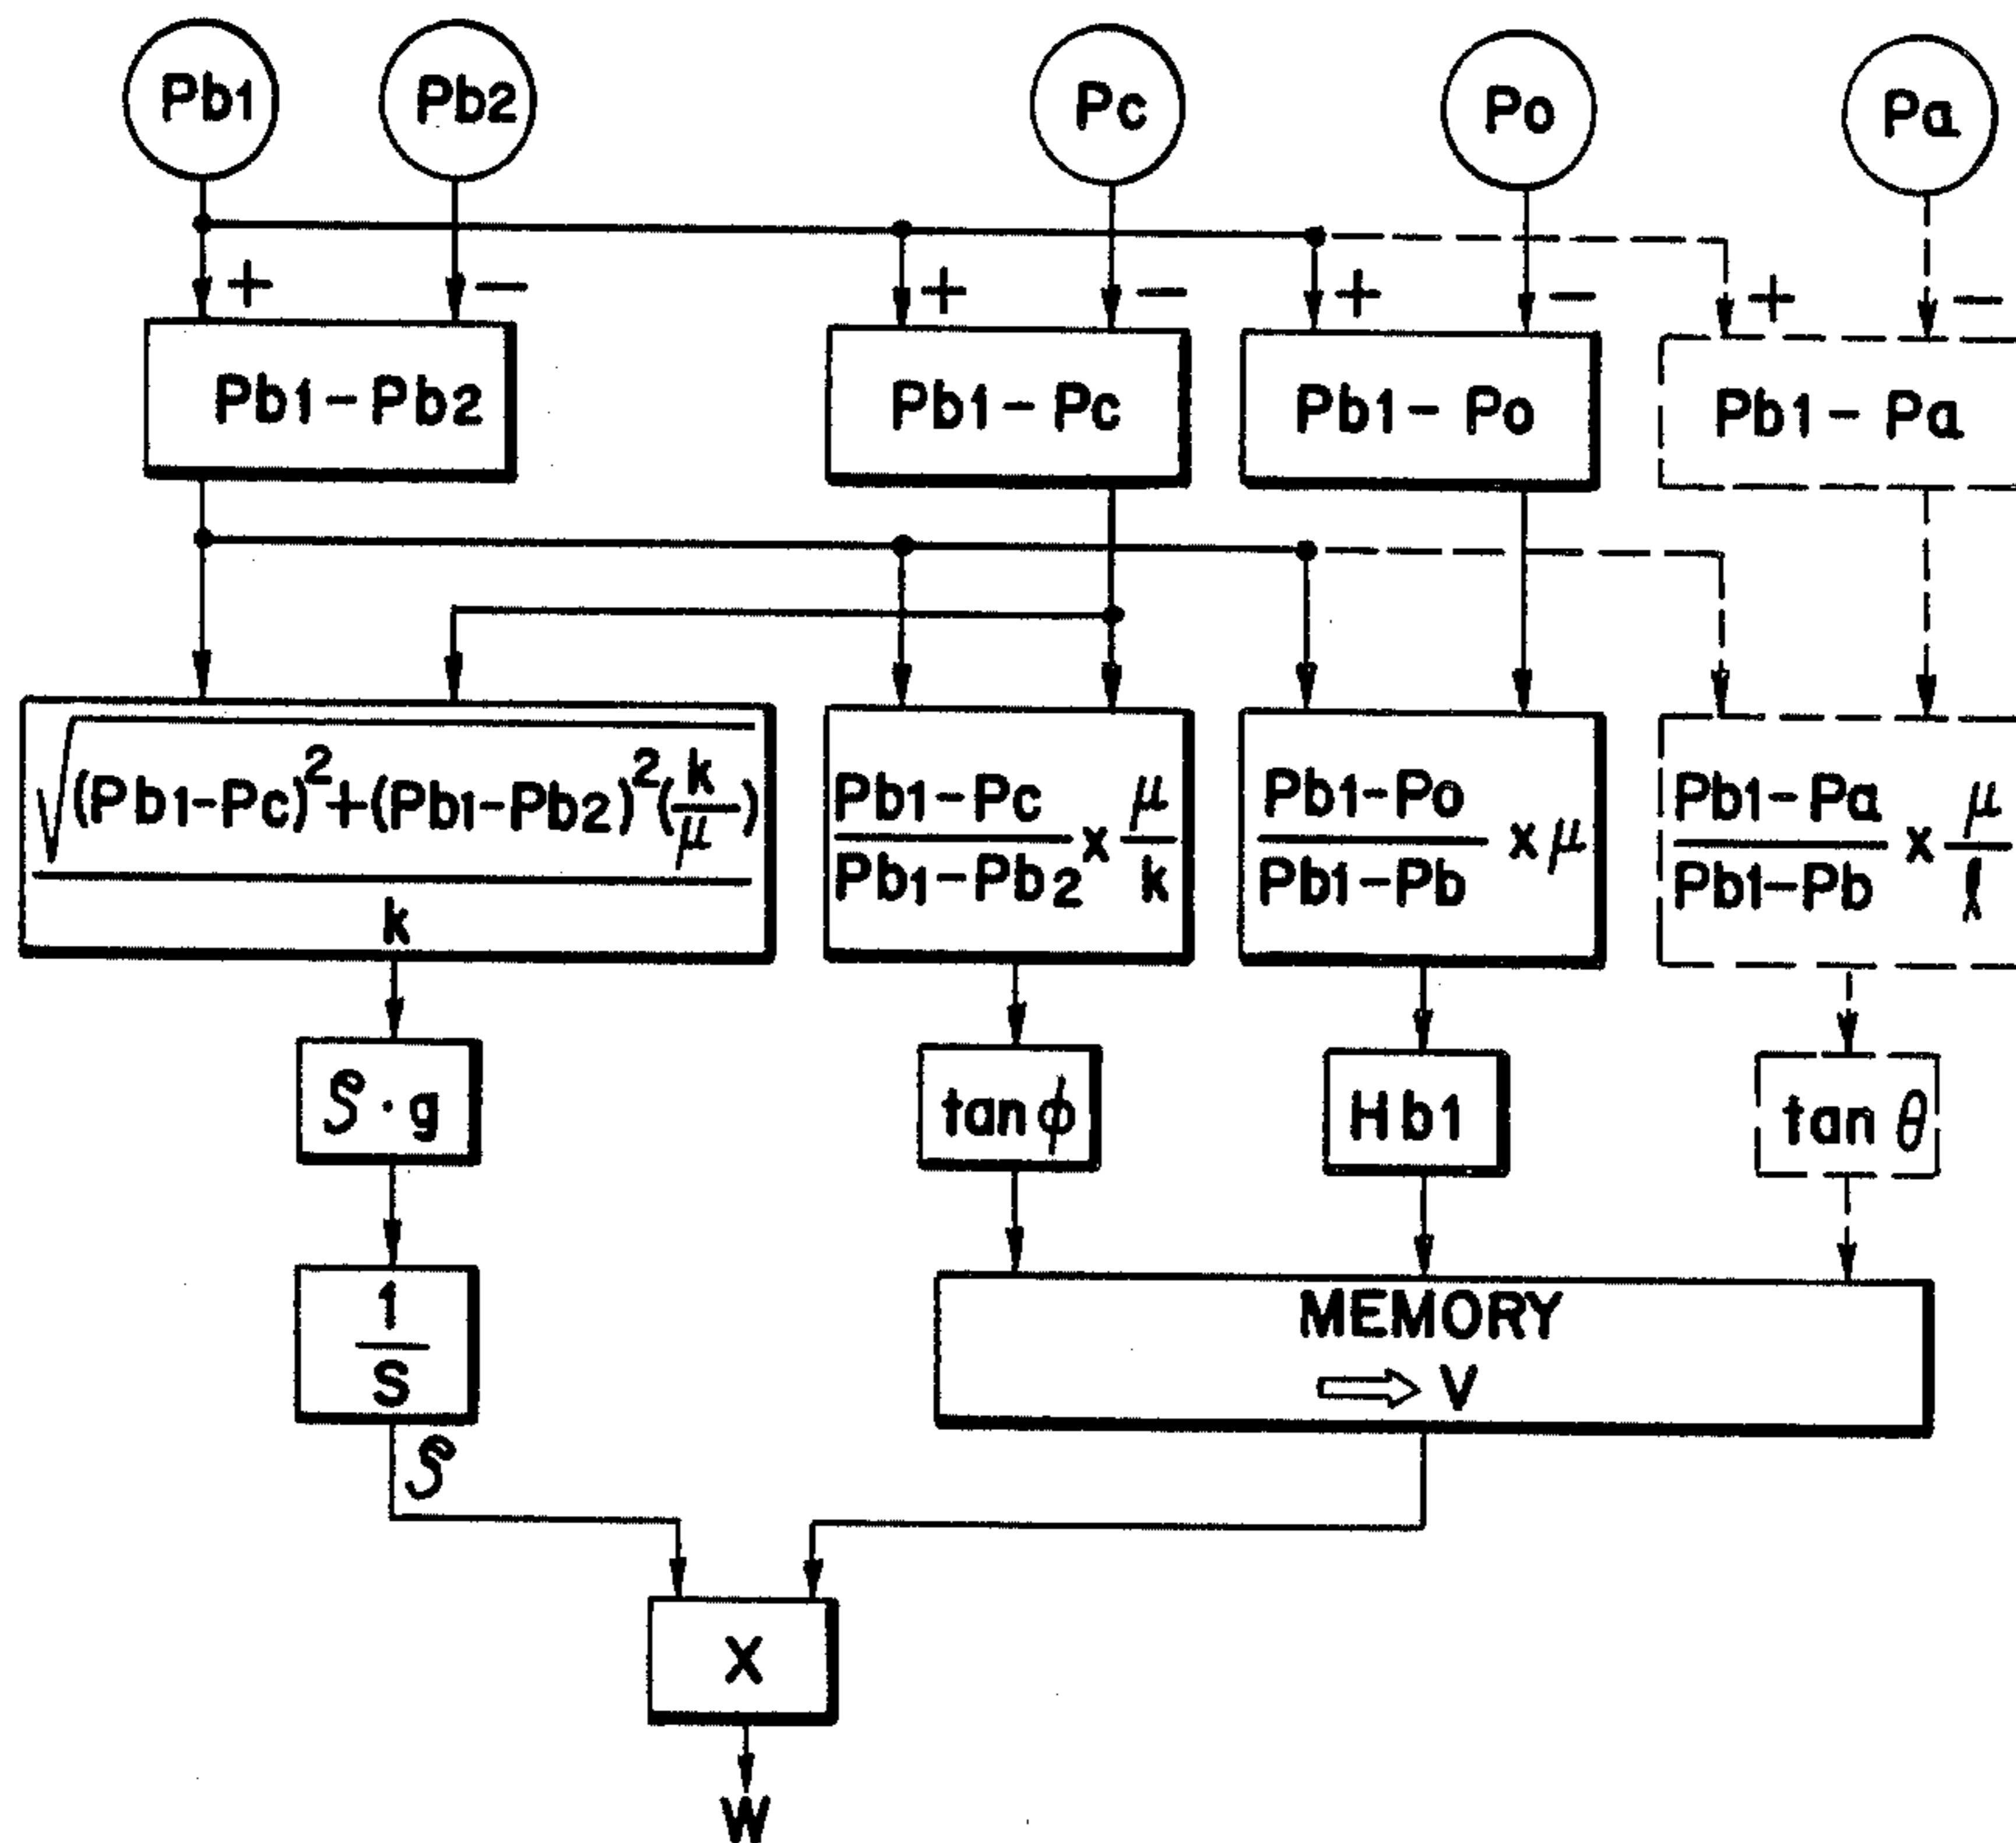 Pb1 Pb2 Pc Po Pa
+ − + − + − + −
Pb1-Pb2 Pb1-Pc Pb1-Po Pb1-Pa
√(Pb1-Pc)²+(Pb1-Pb2)²(k/μ)
k
Pb1-Pc/Pb1-Pb2 x μ/k
Pb1-Po/Pb1-Pb x μ
Pb1-Pa/Pb1-Pb x μ/ℓ
S · g
tan ϕ
Hb1
tan θ
1/S
MEMORY
⇨ V
S
X
W